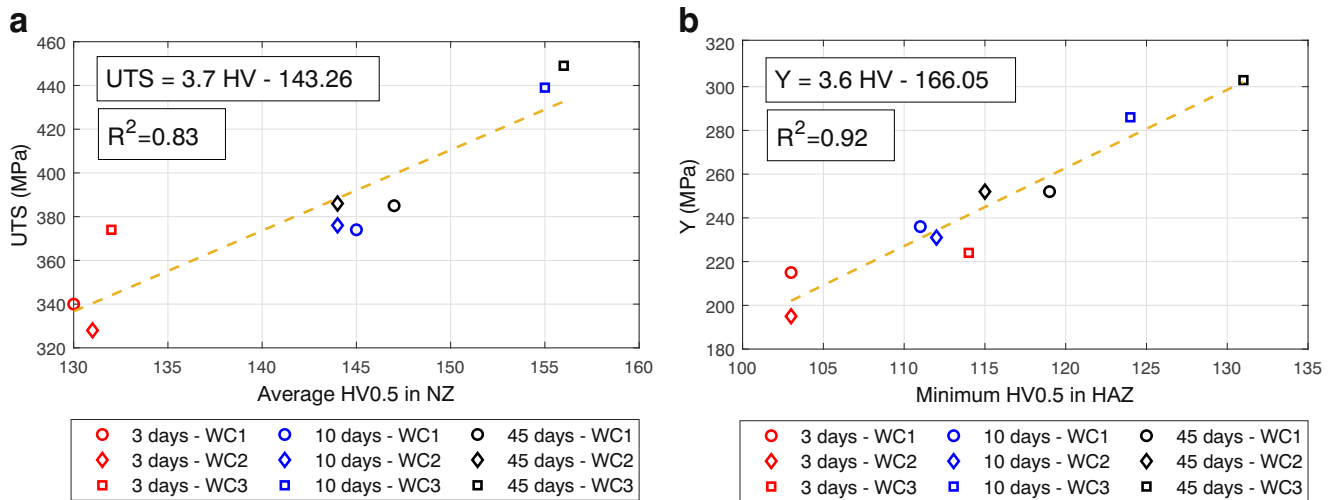 a
UTS = 3.7 HV - 143.26
R²=0.83
UTS (MPa)
460
440
420
400
380
360
340
320
130
135
140
145
150
155
160
Average HV0.5 in NZ
3 days - WC1
10 days - WC1
45 days - WC1
3 days - WC2
10 days - WC2
45 days - WC2
3 days - WC3
10 days - WC3
45 days - WC3
b
Y = 3.6 HV - 166.05
R²=0.92
Y (MPa)
320
300
280
260
240
220
200
180
100
105
110
115
120
125
130
135
Minimum HV0.5 in HAZ
3 days - WC1
10 days - WC1
45 days - WC1
3 days - WC2
10 days - WC2
45 days - WC2
3 days - WC3
10 days - WC3
45 days - WC3